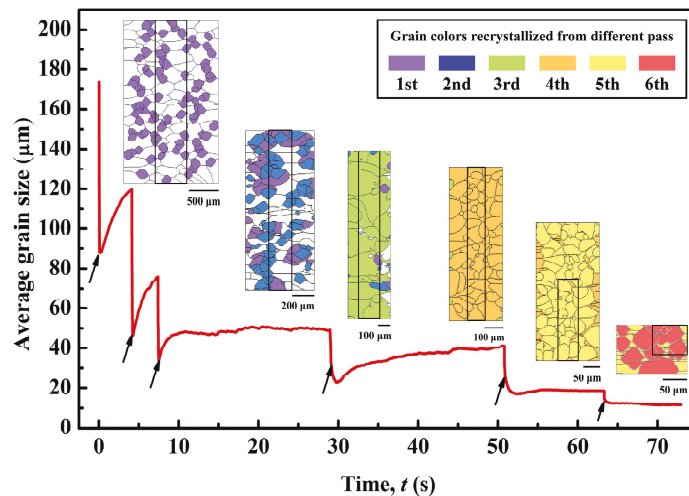 Grain colors recrystallized from different pass
1st 2nd 3rd 4th 5th 6th
200
180
160
140
120
100
80
60
40
20
0
Average grain size (μm)
500 μm
200 μm
100 μm
100 μm
50 μm
50 μm
0 10 20 30 40 50 60 70
Time, t (s)